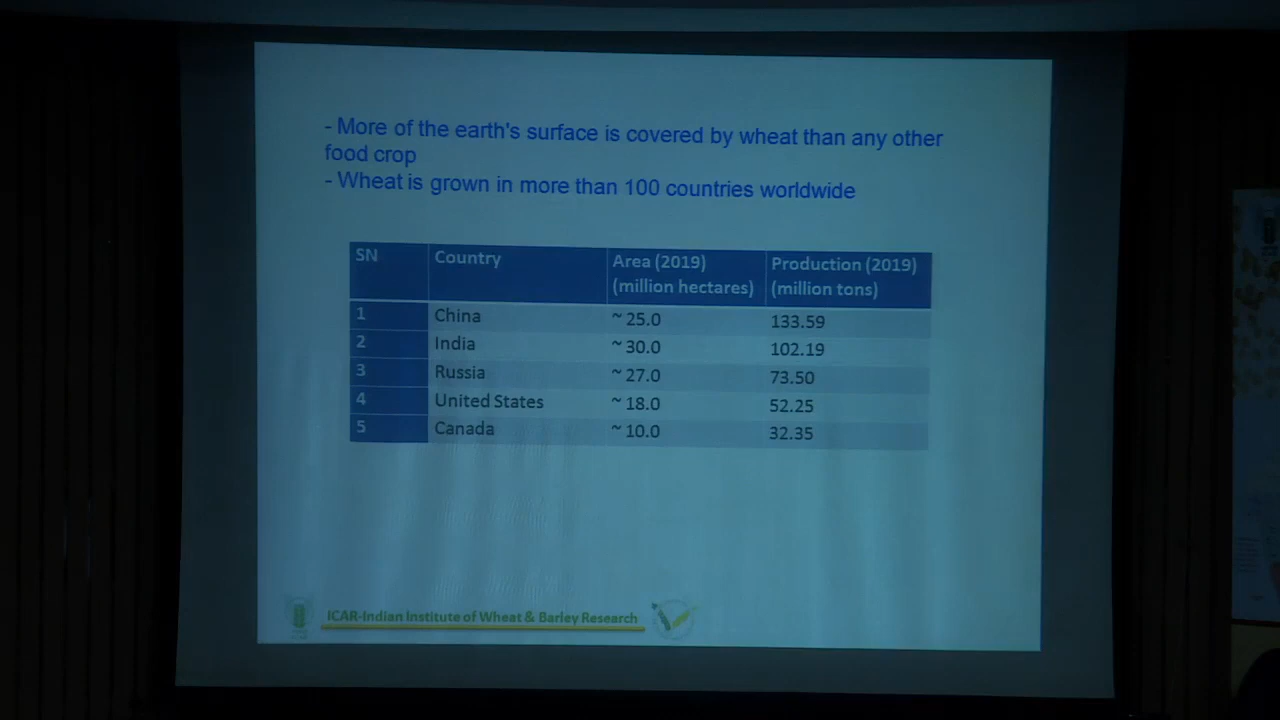 - More of the earth's surface is covered by wheat than any other
food crop
- Wheat is grown in more than 100 countries worldwide
SN Country Area (2019) (million hectares) Production (2019) (million tons)
1 China ~ 25.0 133.59
2 India ~ 30.0 102.19
3 Russia ~ 27.0 73.50
4 United States ~ 18.0 52.25
5 Canada ~ 10.0 32.35
ICAR-Indian Institute of Wheat & Barley Research